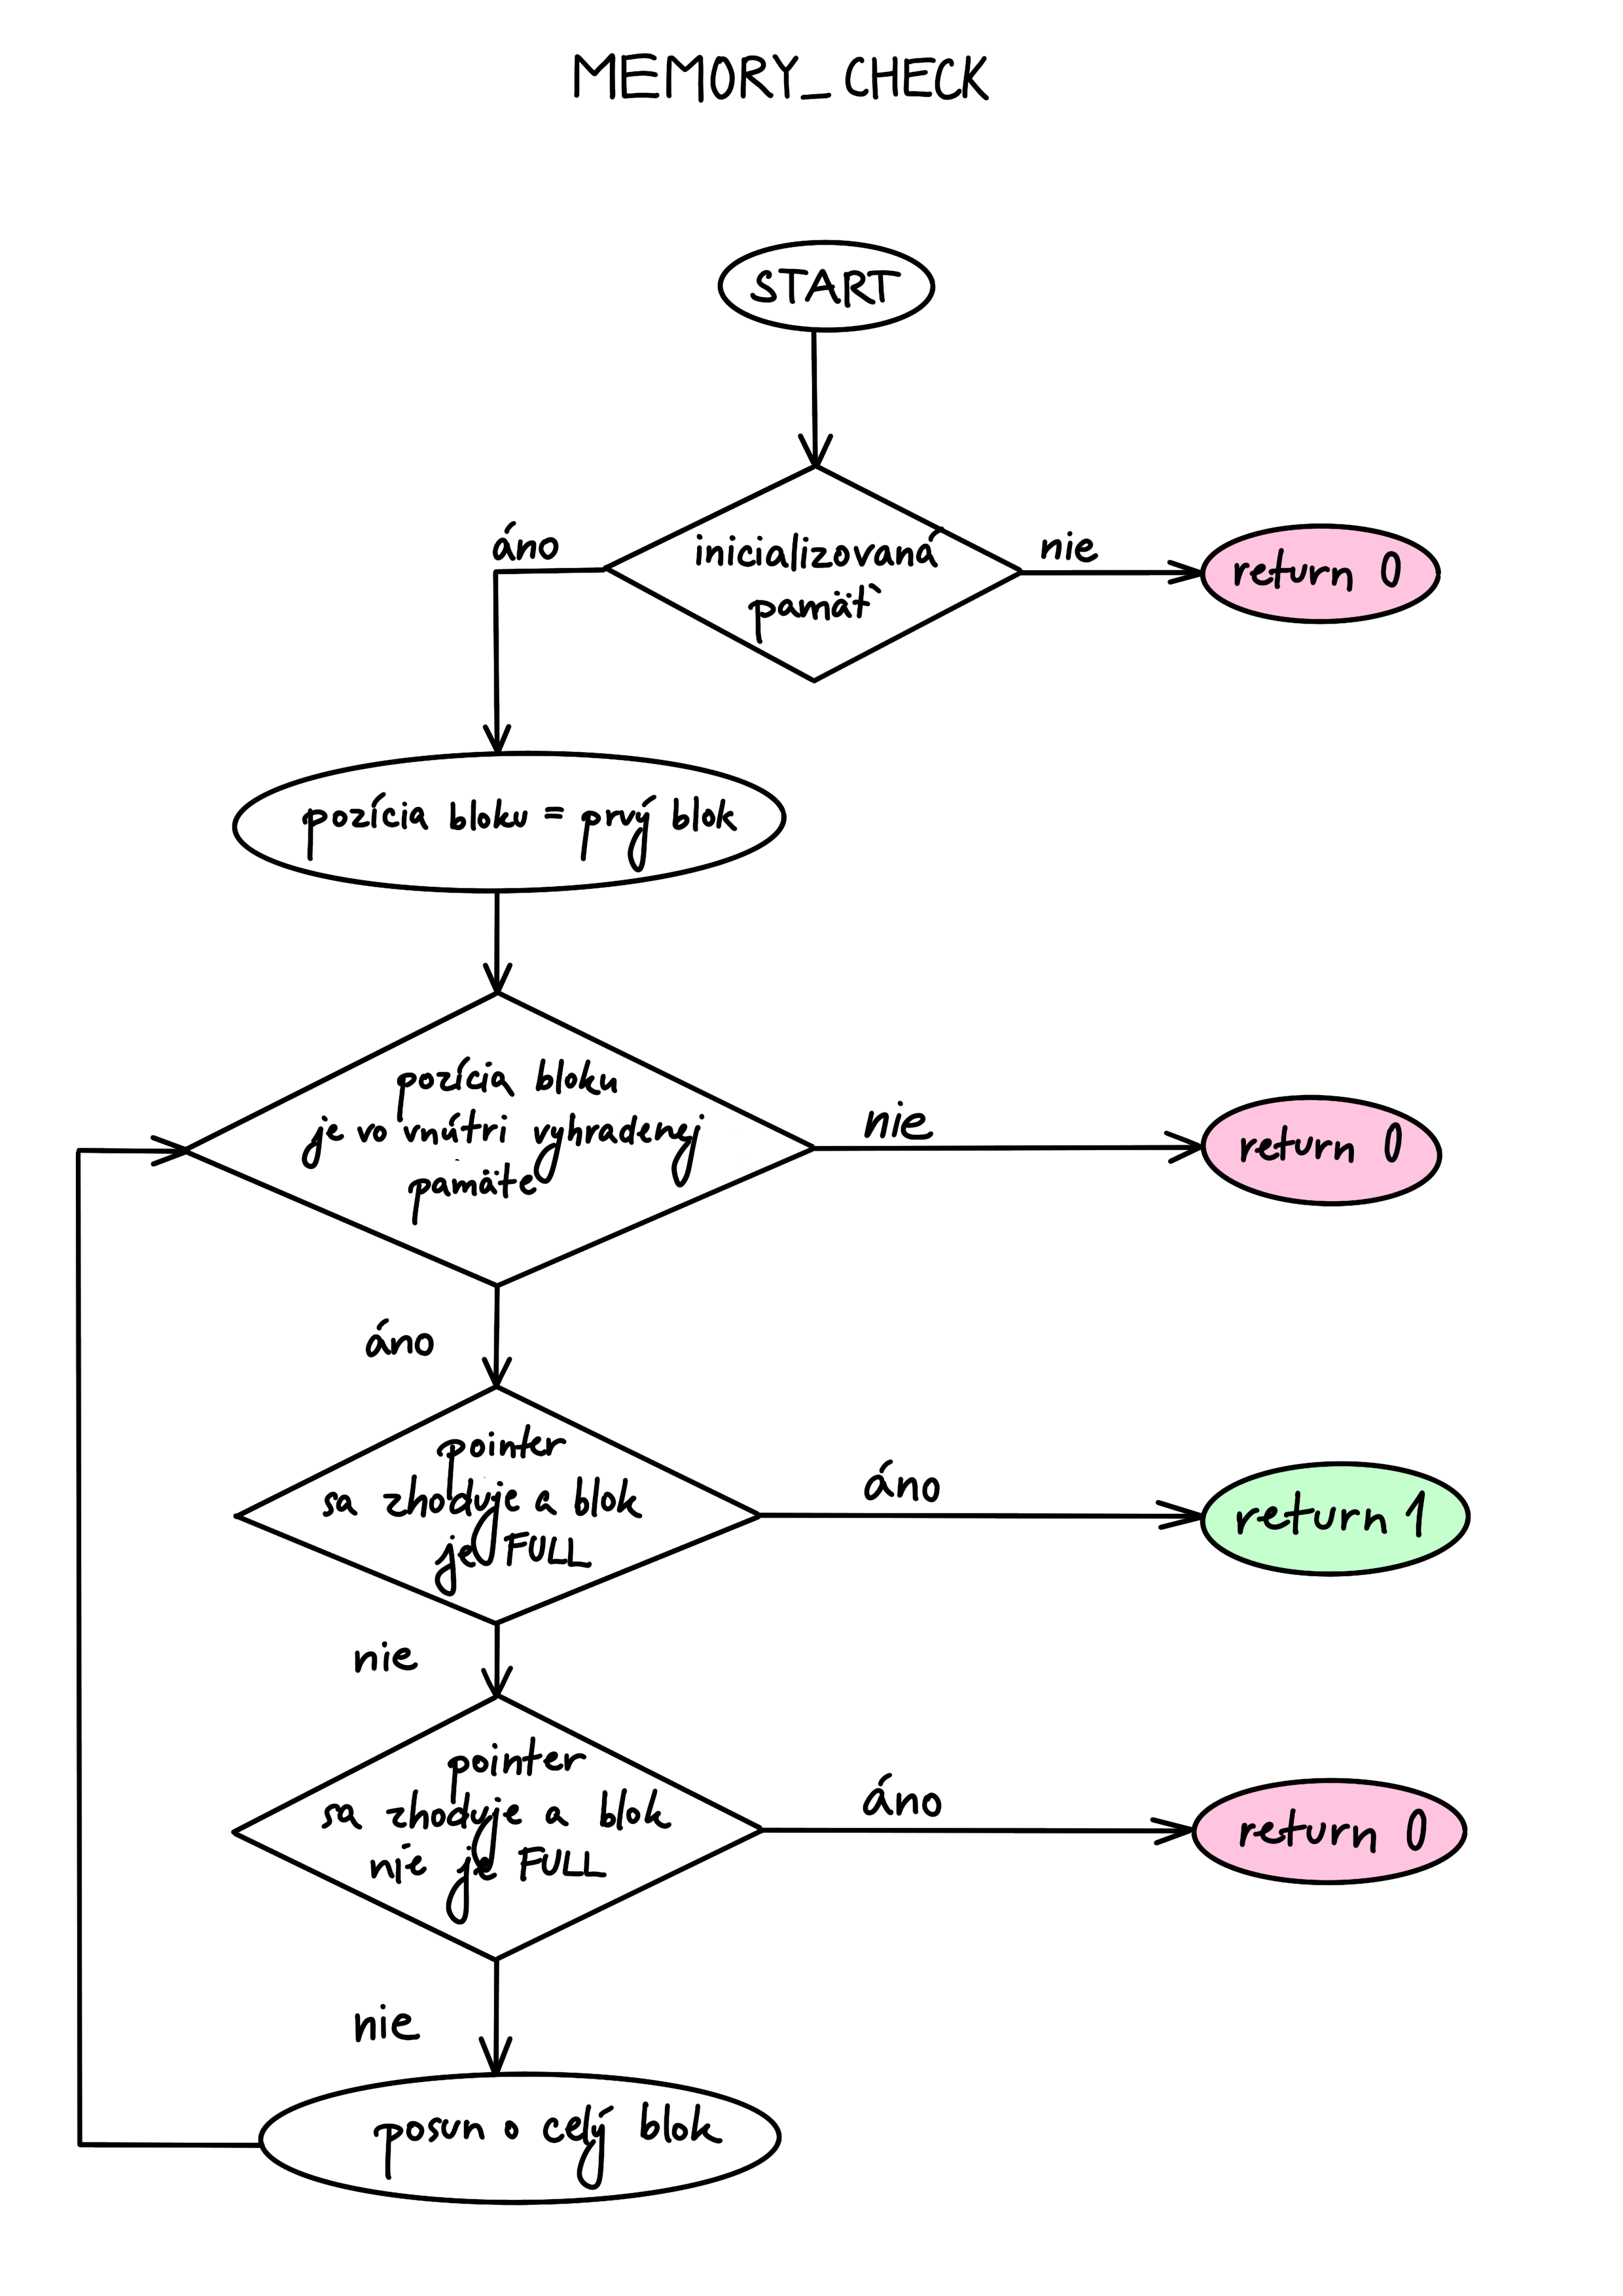 MEMORY_CHECK
START
áno
inicializovaná
pamäť
nie
return 0
pozícia bloku = prvý blok
pozícia bloku
je vo vnútri vyhradenej
pamäte
nie
return 0
áno
pointer
sa zhoduje a blok
je FULL
áno
return 1
nie
pointer
sa zhoduje a blok
nie je FULL
áno
return 0
nie
posun o celý blok